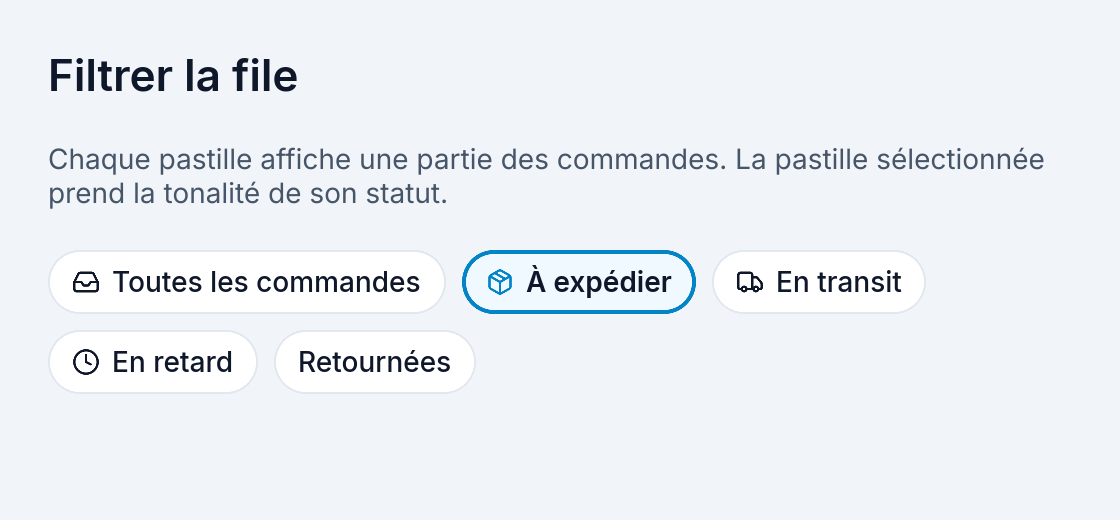 Filtrer la file
Chaque pastille affiche une partie des commandes. La pastille sélectionnée
prend la tonalité de son statut.
Toutes les commandes
À expédier
En transit
En retard
Retournées